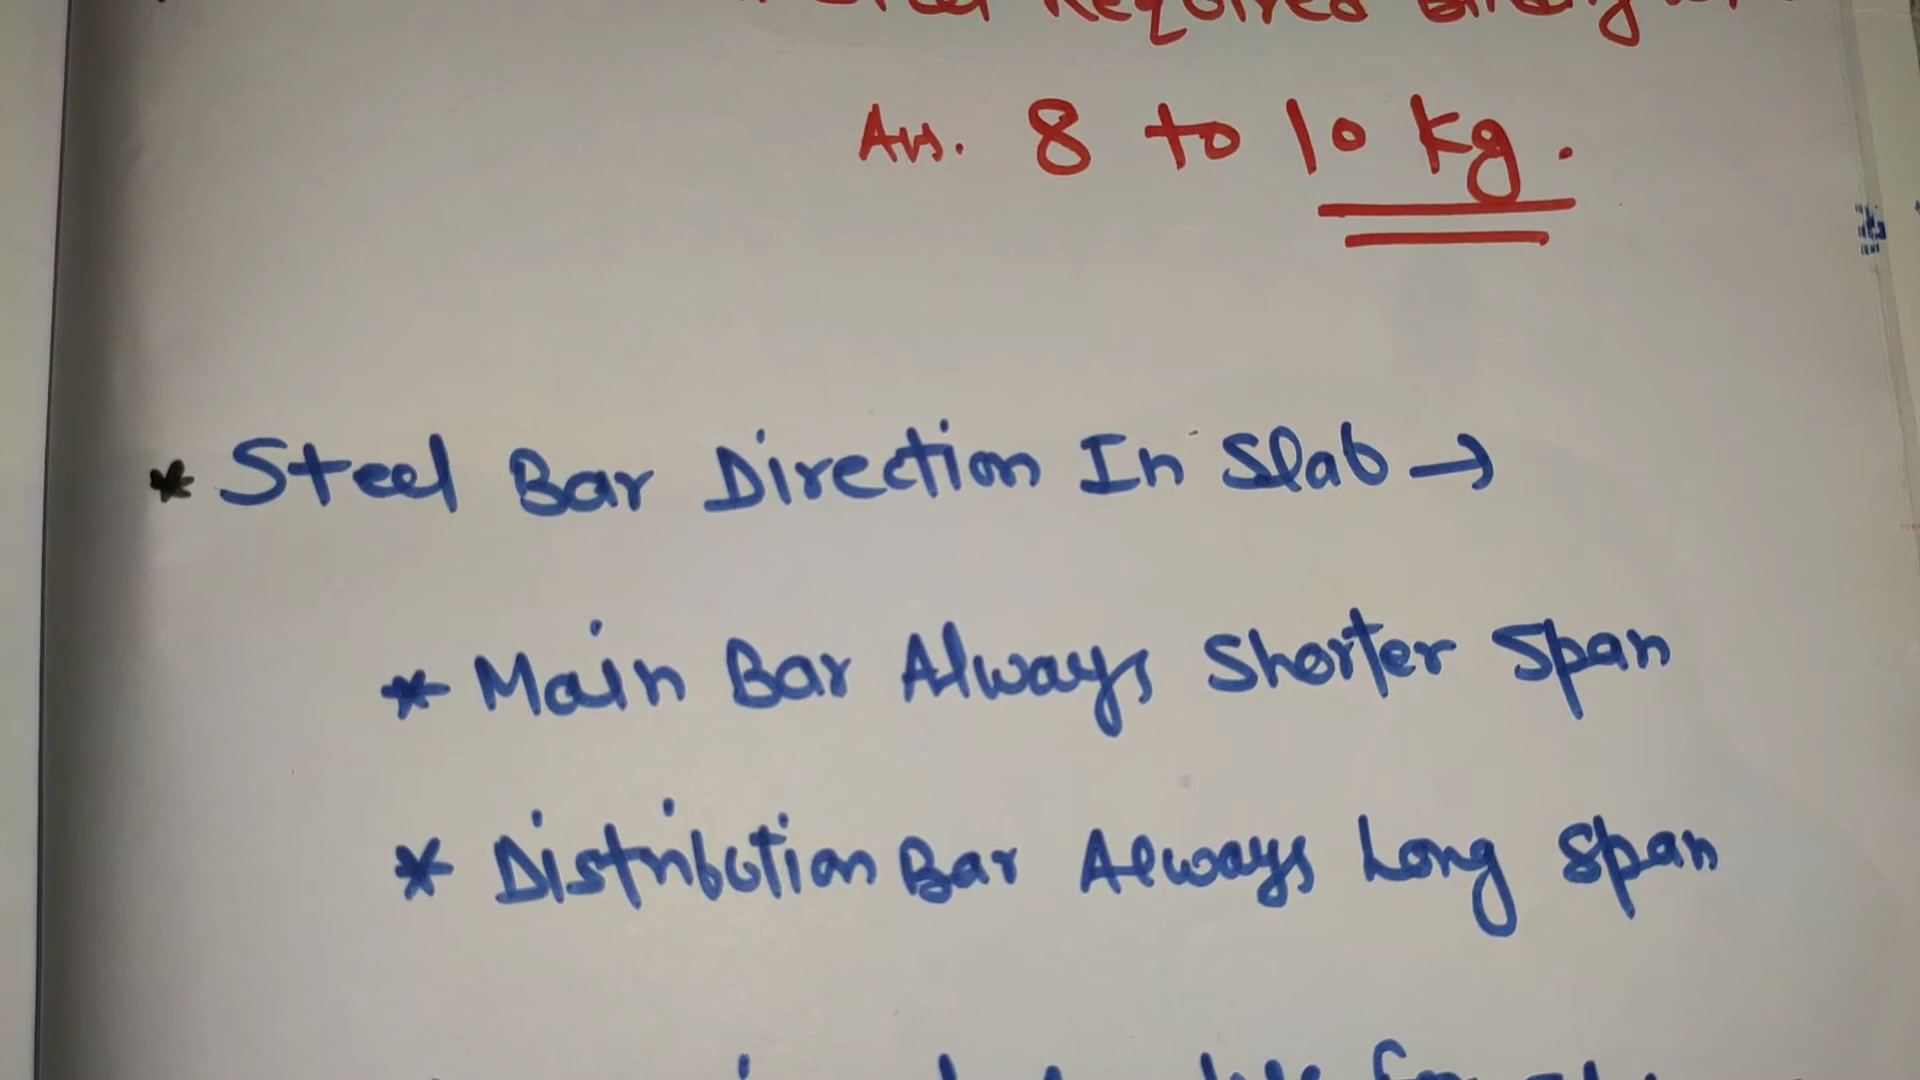 Required
Ans. 8 to 10 kg.
* Steel Bar Direction In Slab →
* Main Bar Always Shorter Span
* Distribution Bar Always Long Span